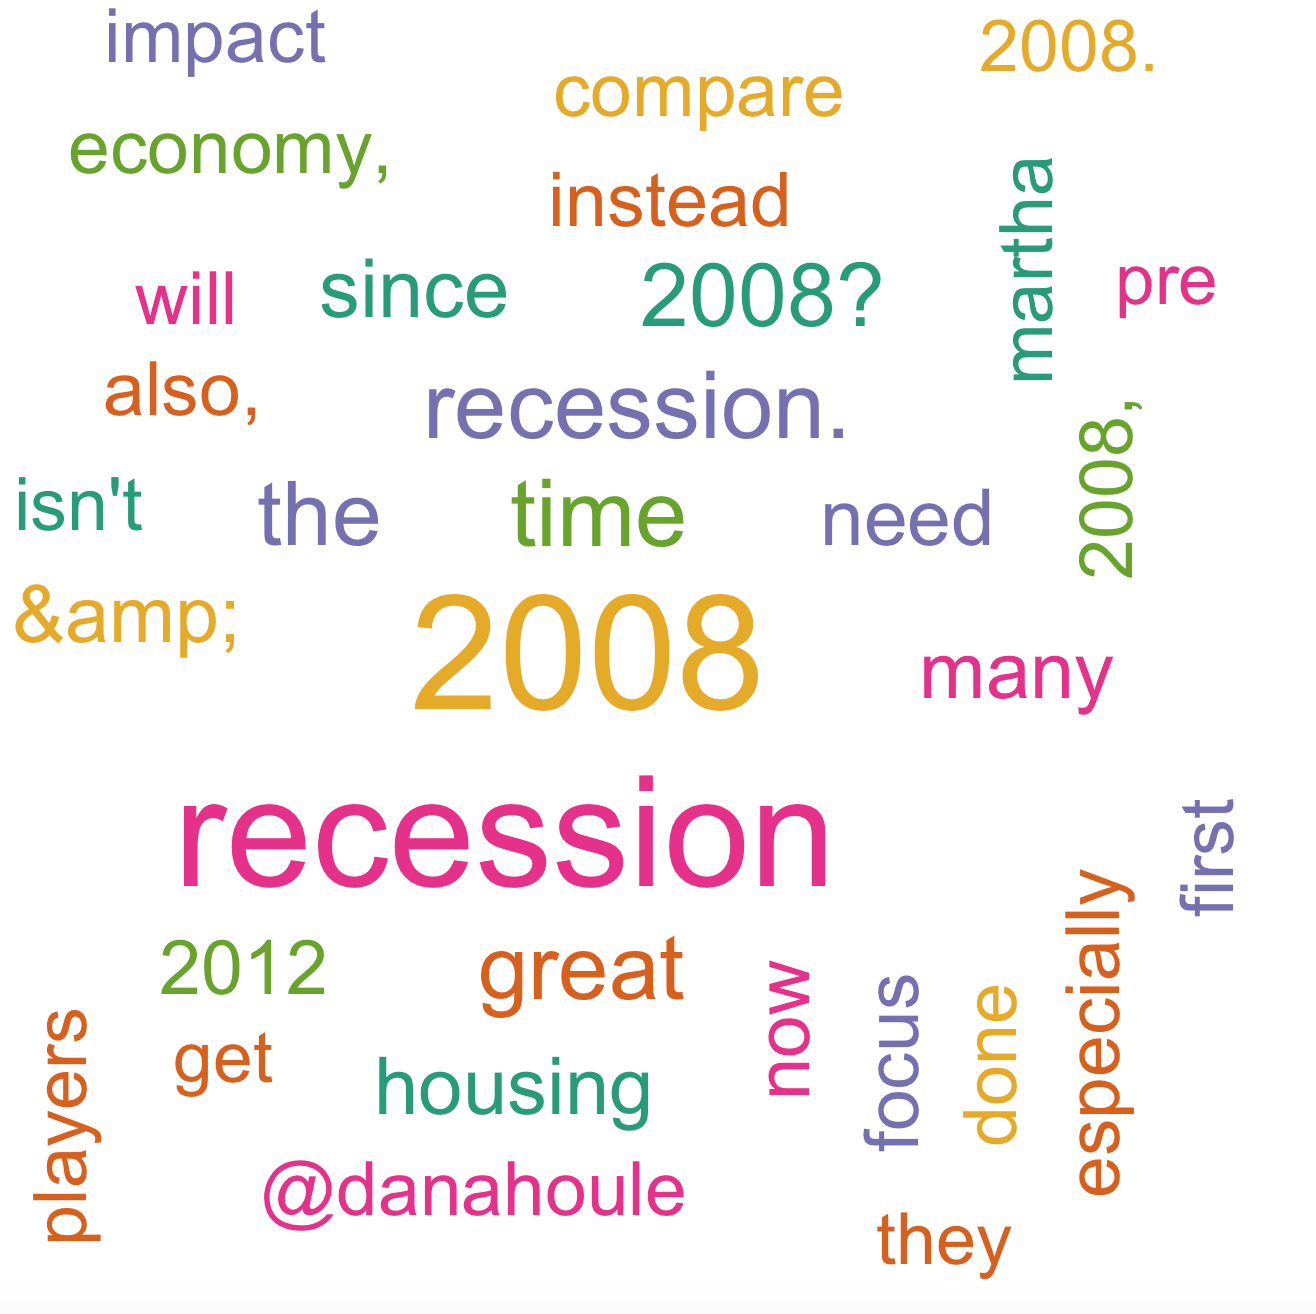 impact
2008.
compare
economy,
instead
martha
will
since
2008?
pre
also,
recession.
2008,
isn't
the
time
need
&amp;
2008
many
recession
first
2012
great
now
focus
done
especially
players
get
housing
@danahoule
they